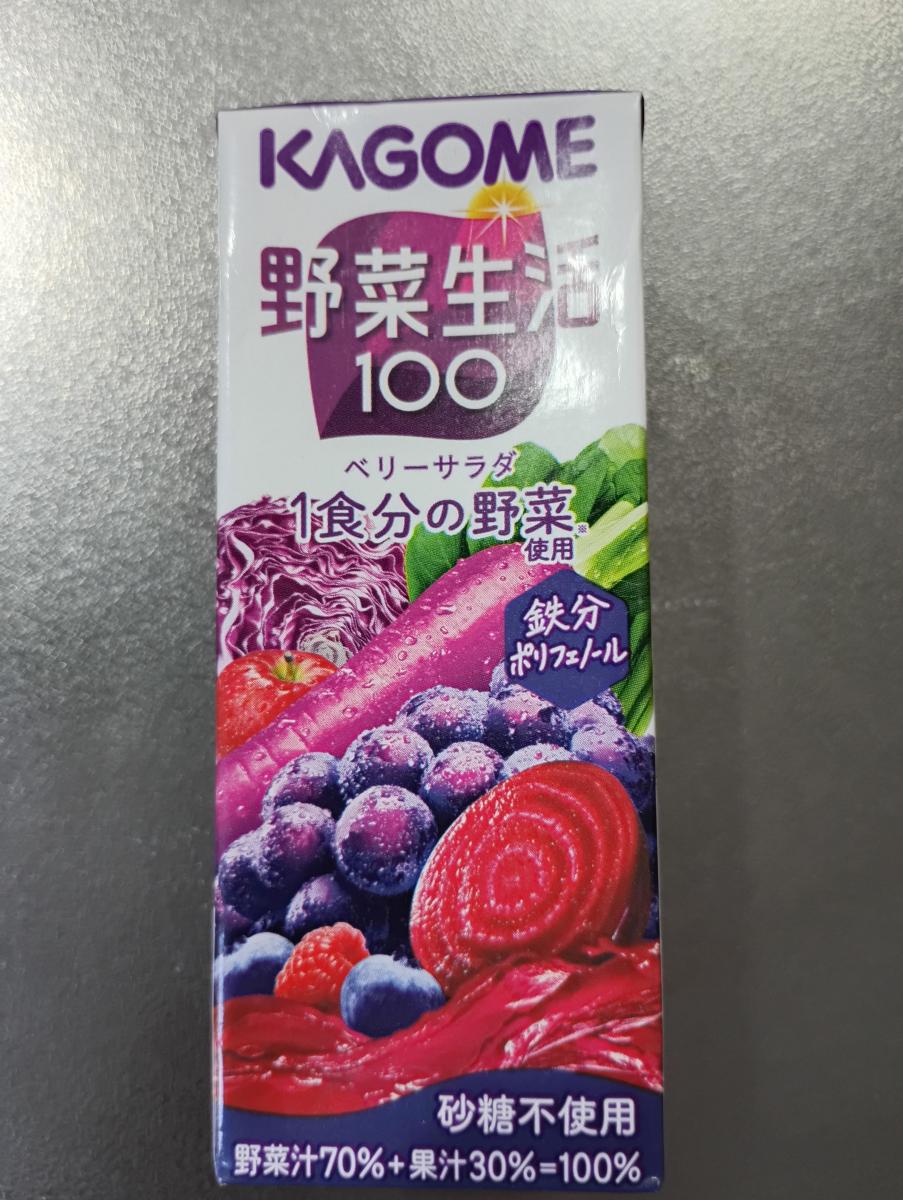 KAGOME
野菜生活
100
ベリーサラダ
1食分の野菜※
使用
鉄分
ポリフェノール
砂糖不使用
野菜汁70%+果汁30%=100%